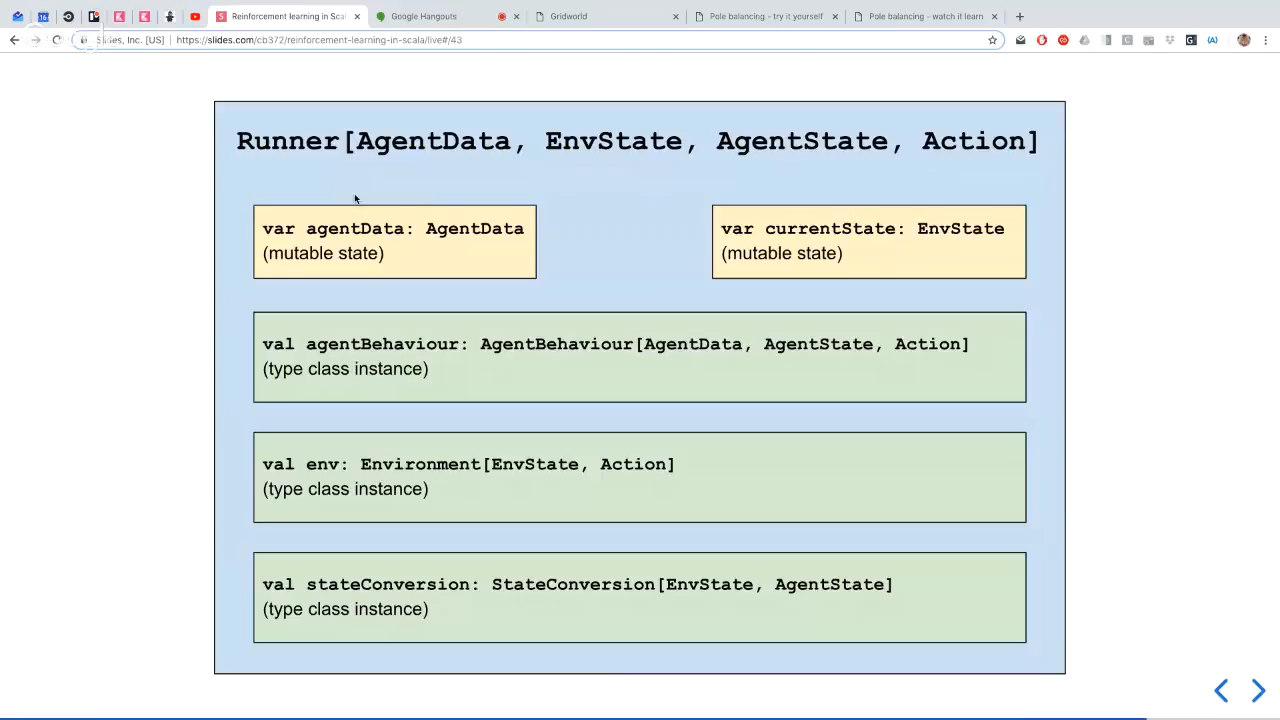 Reinforcement learning in Scal
Google Hangouts
Gridworld
Pole balancing - try it yourself
Pole balancing – watch it learn
Slides, Inc. [US]
https://slides.com/cb372/reinforcement-learning-in-scala/live#/43
Runner[AgentData, EnvState, AgentState, Action]
var agentData: AgentData
(mutable state)
var currentState: EnvState
(mutable state)
val agentBehaviour: AgentBehaviour[AgentData, AgentState, Action]
(type class instance)
val env: Environment[EnvState, Action]
(type class instance)
val stateConversion: StateConversion[EnvState, AgentState]
(type class instance)